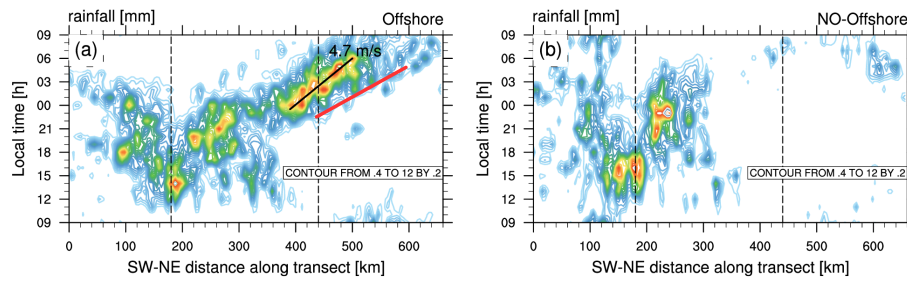 rainfall [mm] Offshore
(a)
4,7 m/s
Local time [h]
09
06
03
00
21
18
15
12
09
CONTOUR FROM .4 TO 12 BY .2
0 100 200 300 400 500 600
SW-NE distance along transect [km]
rainfall [mm] NO-Offshore
(b)
Local time [h]
09
06
03
00
21
18
15
12
09
CONTOUR FROM .4 TO 12 BY .2
0 100 200 300 400 500 600
SW-NE distance along transect [km]